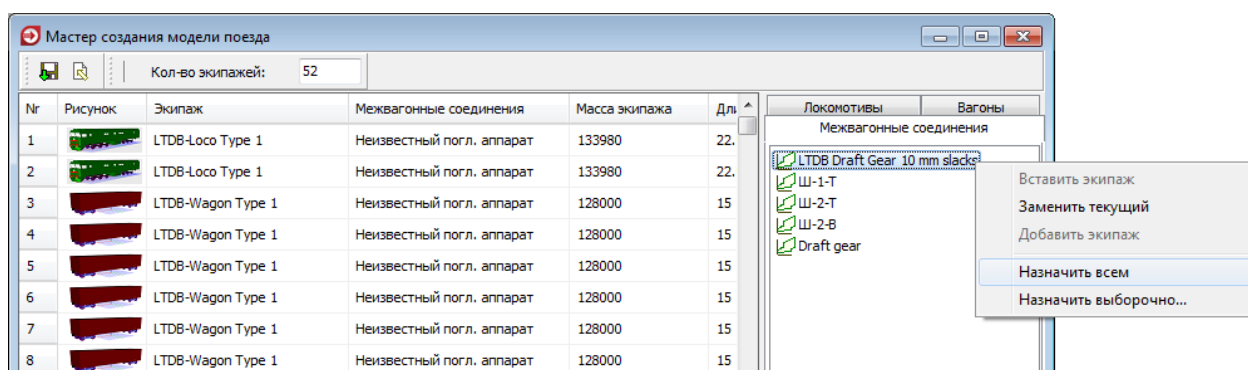 Мастер создания модели поезда
Кол-во экипажей: 52
Nr Рисунок Экипаж Межвагонные соединения Масса экипажа Дли
1 LTDB-Loco Type 1 Неизвестный погл. аппарат 133980 22.
2 LTDB-Loco Type 1 Неизвестный погл. аппарат 133980 22.
3 LTDB-Wagon Type 1 Неизвестный погл. аппарат 128000 15
4 LTDB-Wagon Type 1 Неизвестный погл. аппарат 128000 15
5 LTDB-Wagon Type 1 Неизвестный погл. аппарат 128000 15
6 LTDB-Wagon Type 1 Неизвестный погл. аппарат 128000 15
7 LTDB-Wagon Type 1 Неизвестный погл. аппарат 128000 15
8 LTDB-Wagon Type 1 Неизвестный погл. аппарат 128000 15
Локомотивы Вагоны
Межвагонные соединения
LTDB Draft Gear 10 mm slacks
Ш-1-Т
Ш-2-Т
Ш-2-В
Draft gear
Вставить экипаж
Заменить текущий
Добавить экипаж
Назначить всем
Назначить выборочно...